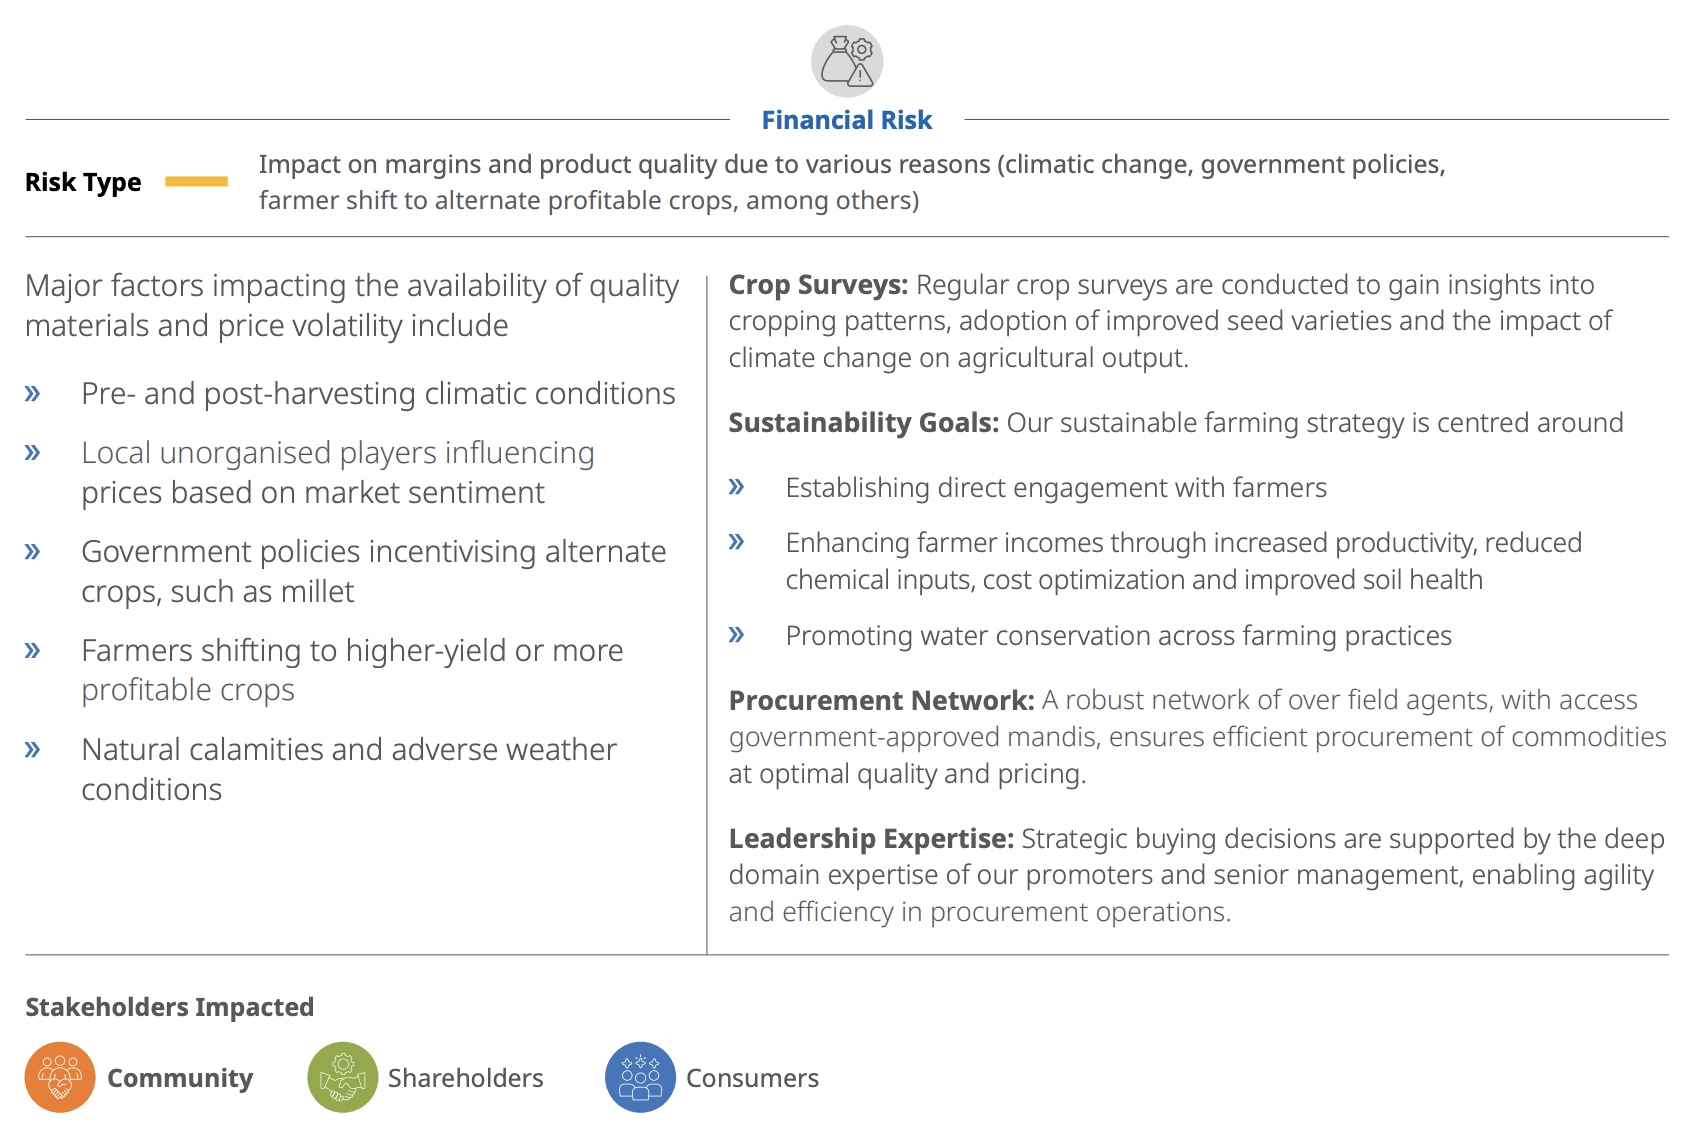 Financial Risk
Risk Type
Impact on margins and product quality due to various reasons (climatic change, government policies,
farmer shift to alternate profitable crops, among others)
Major factors impacting the availability of quality
materials and price volatility include
» Pre- and post-harvesting climatic conditions
» Local unorganised players influencing
prices based on market sentiment
» Government policies incentivising alternate
crops, such as millet
» Farmers shifting to higher-yield or more
profitable crops
» Natural calamities and adverse weather
conditions
Crop Surveys: Regular crop surveys are conducted to gain insights into
cropping patterns, adoption of improved seed varieties and the impact of
climate change on agricultural output.
Sustainability Goals: Our sustainable farming strategy is centred around
» Establishing direct engagement with farmers
» Enhancing farmer incomes through increased productivity, reduced
chemical inputs, cost optimization and improved soil health
» Promoting water conservation across farming practices
Procurement Network: A robust network of over field agents, with access
government-approved mandis, ensures efficient procurement of commodities
at optimal quality and pricing.
Leadership Expertise: Strategic buying decisions are supported by the deep
domain expertise of our promoters and senior management, enabling agility
and efficiency in procurement operations.
Stakeholders Impacted
Community
Shareholders
Consumers